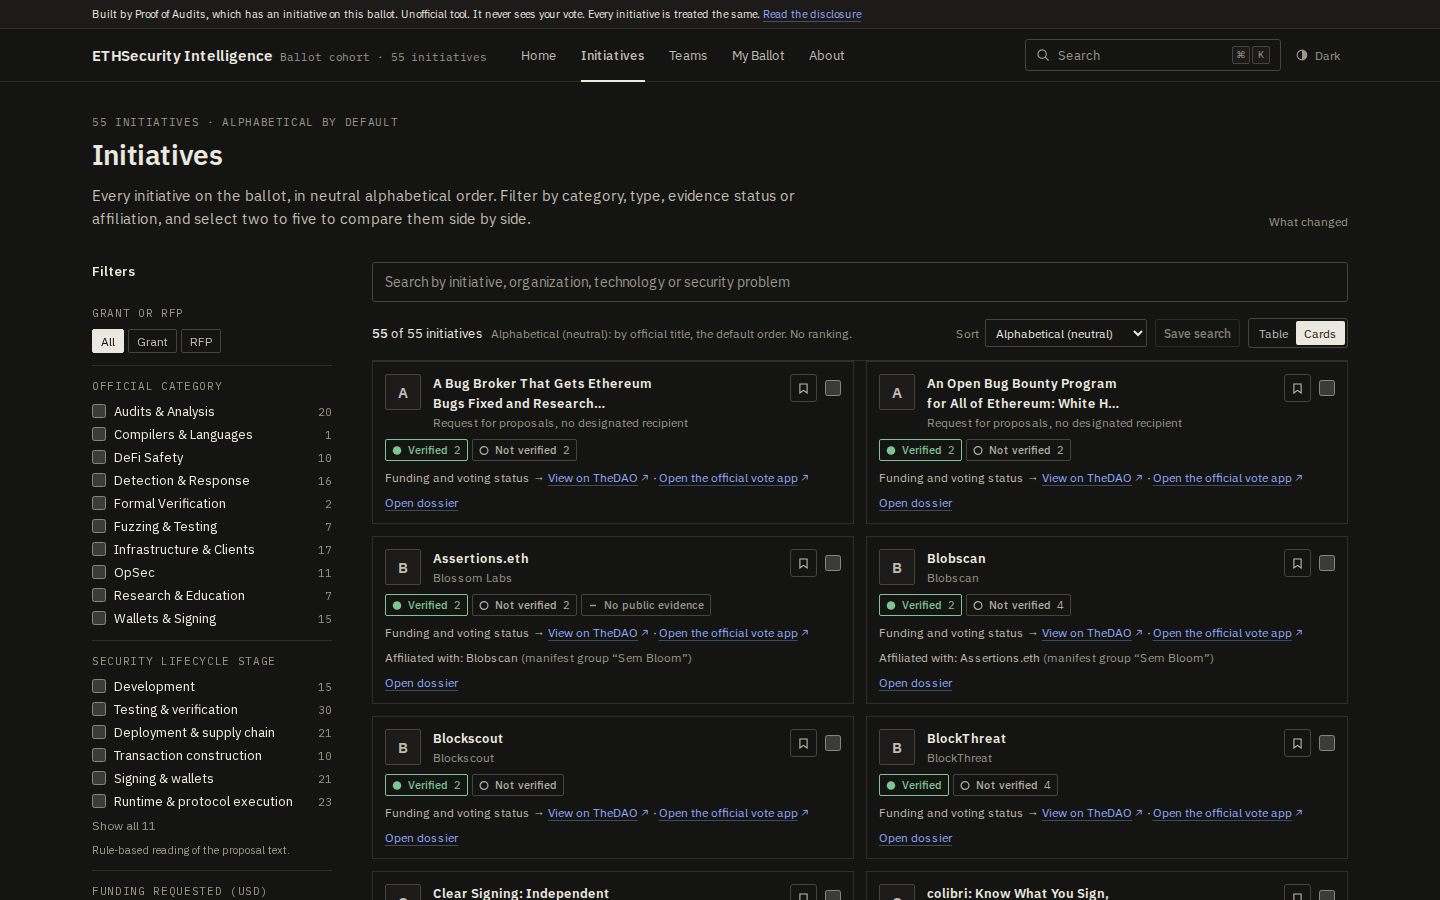 Built by Proof of Audits, which has an initiative on this ballot. Unofficial tool. It never sees your vote. Every initiative is treated the same. Read the disclosure
ETHSecurity Intelligence Ballot cohort · 55 initiatives Home Initiatives Teams My Ballot About Search ⌘ K Dark
55 INITIATIVES · ALPHABETICAL BY DEFAULT
Initiatives
Every initiative on the ballot, in neutral alphabetical order. Filter by category, type, evidence status or
affiliation, and select two to five to compare them side by side.
What changed
Filters
GRANT OR RFP
All Grant RFP
OFFICIAL CATEGORY
Audits & Analysis 20
Compilers & Languages 1
DeFi Safety 10
Detection & Response 16
Formal Verification 2
Fuzzing & Testing 7
Infrastructure & Clients 17
OpSec 11
Research & Education 7
Wallets & Signing 15
SECURITY LIFECYCLE STAGE
Development 15
Testing & verification 30
Deployment & supply chain 21
Transaction construction 10
Signing & wallets 21
Runtime & protocol execution 23
Show all 11
Rule-based reading of the proposal text.
FUNDING REQUESTED (USD)
Search by initiative, organization, technology or security problem
55 of 55 initiatives Alphabetical (neutral): by official title, the default order. No ranking. Sort Alphabetical (neutral) Save search Table Cards
A
A Bug Broker That Gets Ethereum
Bugs Fixed and Research...
Request for proposals, no designated recipient
Verified 2 Not verified 2
Funding and voting status → View on TheDAO ↗ · Open the official vote app ↗
Open dossier
A
An Open Bug Bounty Program
for All of Ethereum: White H...
Request for proposals, no designated recipient
Verified 2 Not verified 2
Funding and voting status → View on TheDAO ↗ · Open the official vote app ↗
Open dossier
B
Assertions.eth
Blossom Labs
Verified 2 Not verified 2 – No public evidence
Funding and voting status → View on TheDAO ↗ · Open the official vote app ↗
Affiliated with: Blobscan (manifest group “Sem Bloom”)
Open dossier
B
Blobscan
Blobscan
Verified 2 Not verified 4
Funding and voting status → View on TheDAO ↗ · Open the official vote app ↗
Affiliated with: Assertions.eth (manifest group “Sem Bloom”)
Open dossier
B
Blockscout
Blockscout
Verified 2 Not verified
Funding and voting status → View on TheDAO ↗ · Open the official vote app ↗
Open dossier
B
BlockThreat
BlockThreat
Verified Not verified 4
Funding and voting status → View on TheDAO ↗ · Open the official vote app ↗
Open dossier
Clear Signing: Independent
colibri: Know What You Sign,